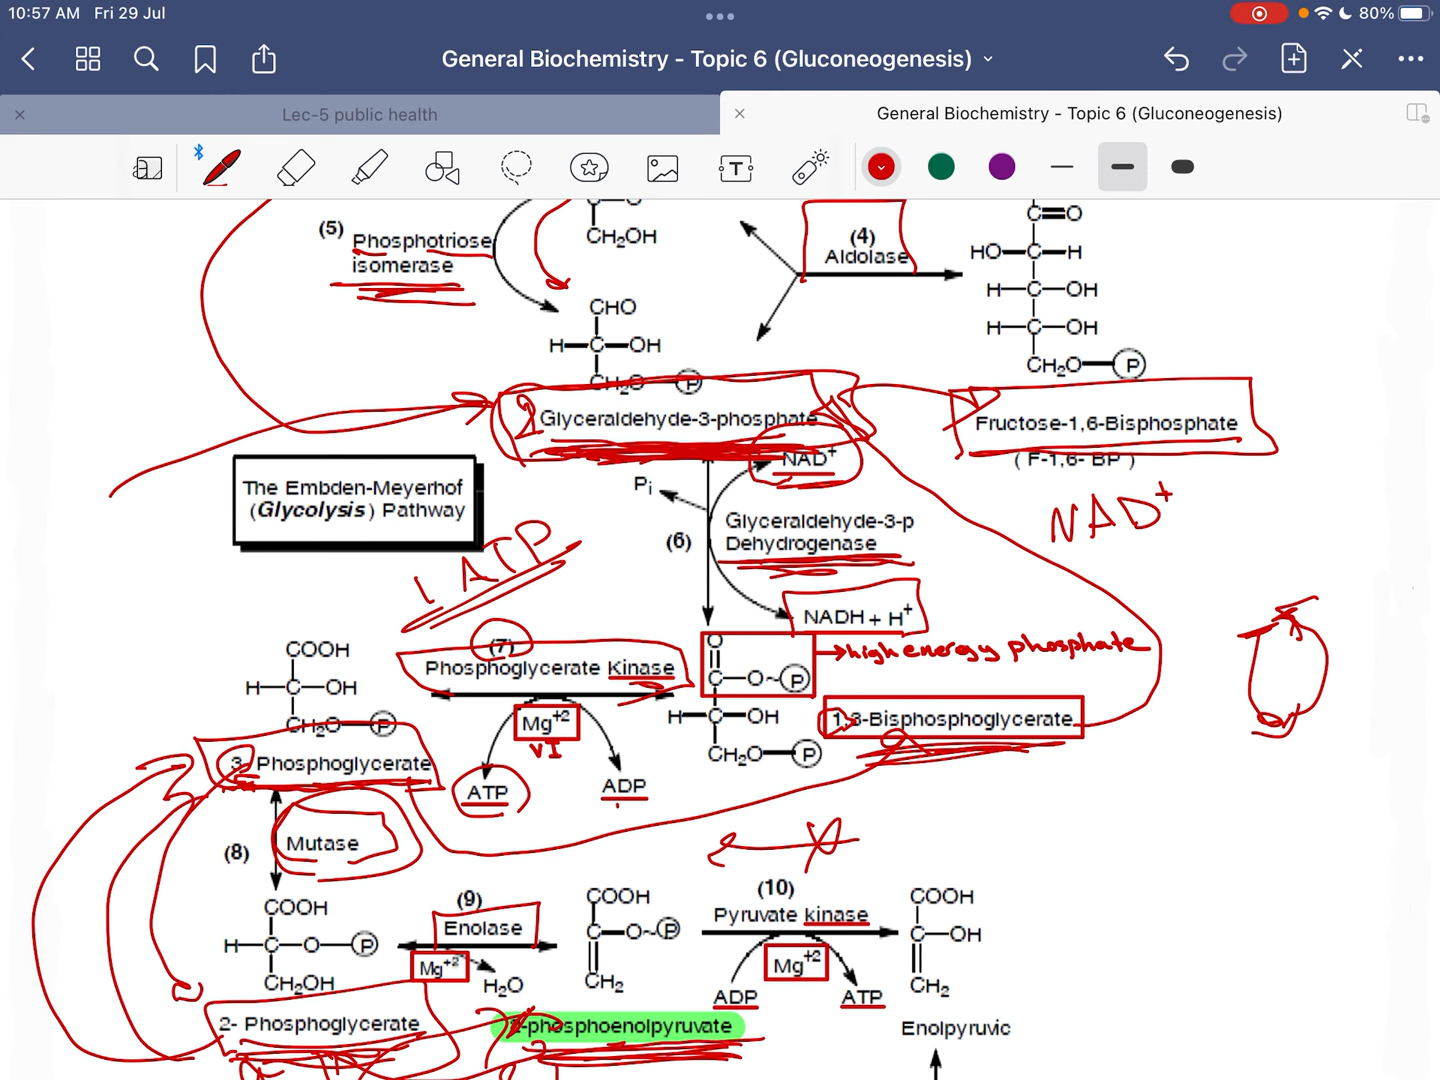 10:57 AM Fri 29 Jul
80%
General Biochemistry - Topic 6 (Gluconeogenesis)
Lec-5 public health
General Biochemistry - Topic 6 (Gluconeogenesis)
(5)
Phosphotriose
isomerase
CH₂OH
(4)
Aldolase
C=O
HO—C—H
H—C—OH
H—C—OH
CH₂O—P
CHO
H—C—OH
CH₂O—P
Glyceraldehyde-3-phosphate
Fructose-1,6-Bisphosphate
( F-1,6- BP )
The Embden-Meyerhof
(Glycolysis) Pathway
NAD⁺
Pi
(6)
Glyceraldehyde-3-p
Dehydrogenase
NADH + H⁺
NAD⁺
1 ATP
COOH
H—C—OH
CH₂O—P
3- Phosphoglycerate
(7)
Phosphoglycerate Kinase
Mg⁺²
VI
ATP
ADP
O
C—O~P
H—C—OH
CH₂O—P
high energy phosphate
1,3-Bisphosphoglycerate
(8)
Mutase
COOH
H—C—O—P
CH₂OH
2- Phosphoglycerate
(9)
Enolase
Mg⁺²
H₂O
COOH
C—O~P
CH₂
2-phosphoenolpyruvate
(10)
Pyruvate kinase
Mg⁺²
ADP
ATP
COOH
C—OH
CH₂
Enolpyruvic